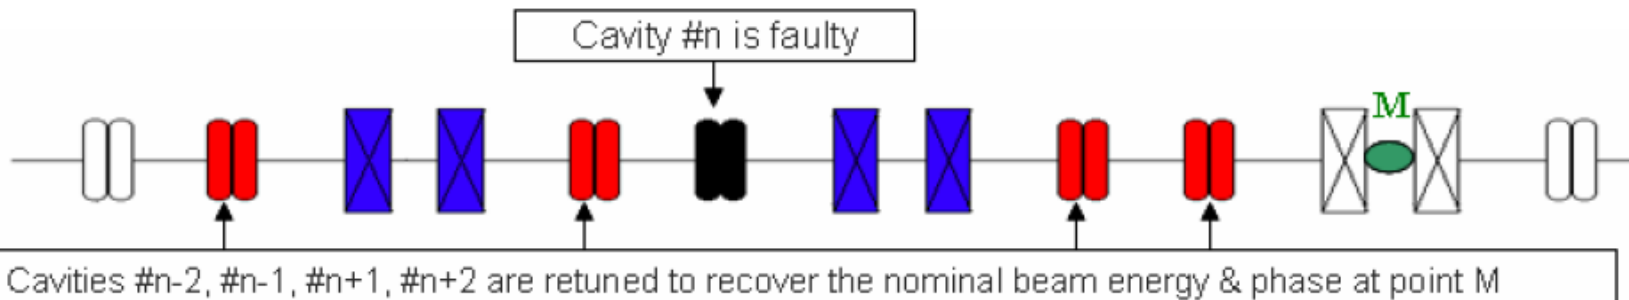 Cavity #n is faulty
M
Cavities #n-2, #n-1, #n+1, #n+2 are retuned to recover the nominal beam energy & phase at point M